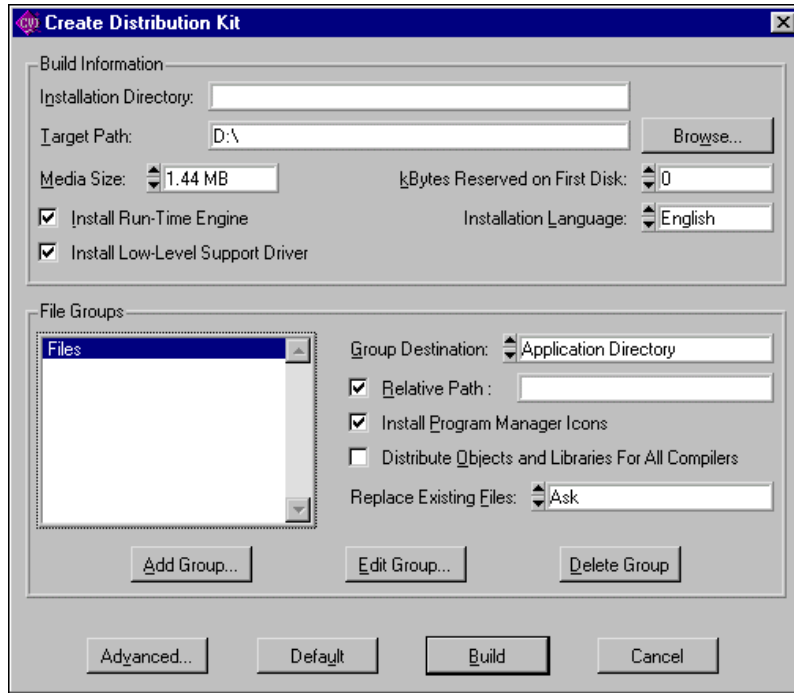 CVI Create Distribution Kit
Build Information
Installation Directory:
Target Path: D:\ Browse...
Media Size: 1.44 MB kBytes Reserved on First Disk: 0
Install Run-Time Engine Installation Language: English
Install Low-Level Support Driver
File Groups
Files Group Destination: Application Directory
Relative Path :
Install Program Manager Icons
Distribute Objects and Libraries For All Compilers
Replace Existing Files: Ask
Add Group... Edit Group... Delete Group
Advanced... Default Build Cancel